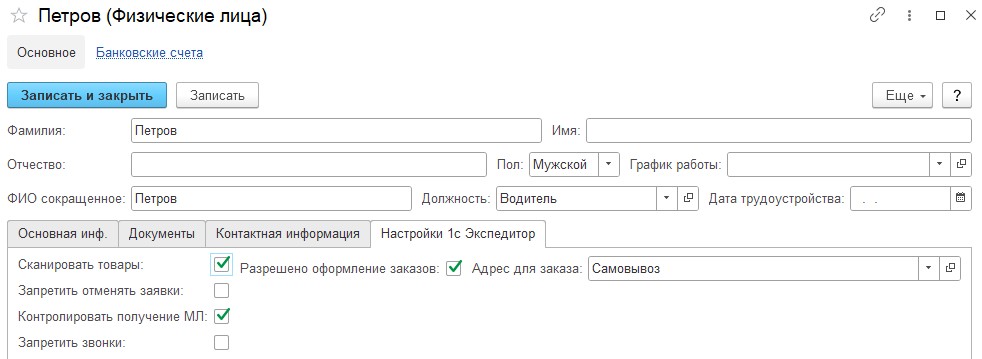 Петров (Физические лица)
Основное Банковские счета
Записать и закрыть Записать Еще ?
Фамилия: Петров Имя:
Отчество: Пол: Мужской График работы:
ФИО сокращенное: Петров Должность: Водитель Дата трудоустройства: . .
Основная инф. Документы Контактная информация Настройки 1с Экспедитор
Сканировать товары: Разрешено оформление заказов: Адрес для заказа: Самовывоз
Запретить отменять заявки:
Контролировать получение МЛ:
Запретить звонки: